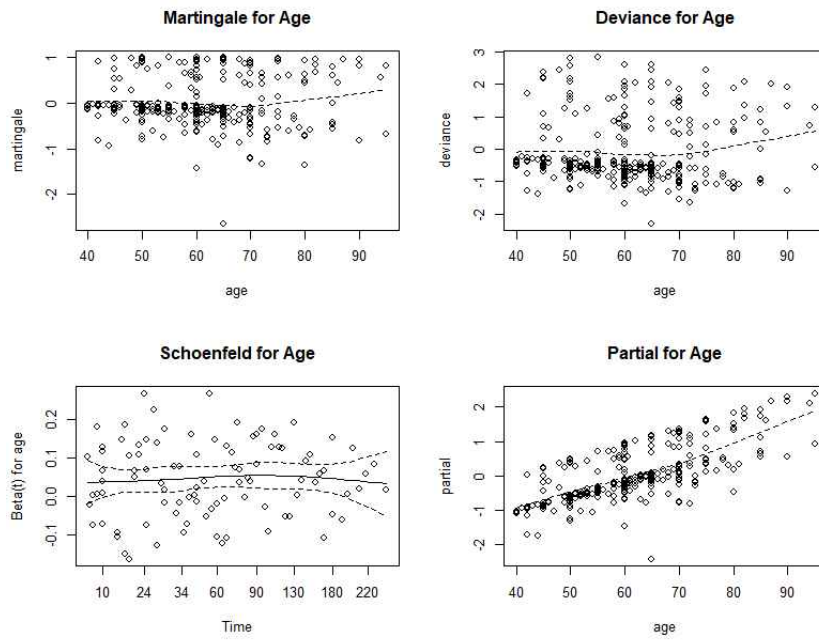 Martingale for Age
martingale
1
0
-1
-2
40 50 60 70 80 90
age
Deviance for Age
deviance
3
2
1
0
-1
-2
40 50 60 70 80 90
age
Schoenfeld for Age
Beta(t) for age
0.2
0.1
0.0
-0.1
10 24 34 60 90 130 180 220
Time
Partial for Age
partial
2
1
0
-1
-2
40 50 60 70 80 90
age